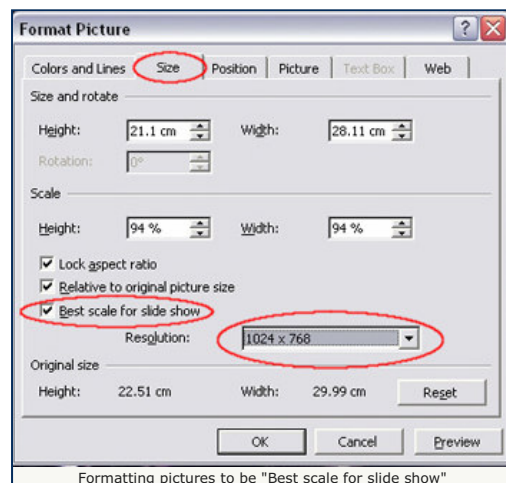 Format Picture
Colors and Lines Size Position Picture Text Box Web
Size and rotate
Height: 21.1 cm Width: 28.11 cm
Rotation: 0°
Scale
Height: 94 % Width: 94 %
Lock aspect ratio
Relative to original picture size
Best scale for slide show
Resolution: 1024 x 768
Original size
Height: 22.51 cm Width: 29.99 cm Reset
OK Cancel Preview
Formatting pictures to be "Best scale for slide show"